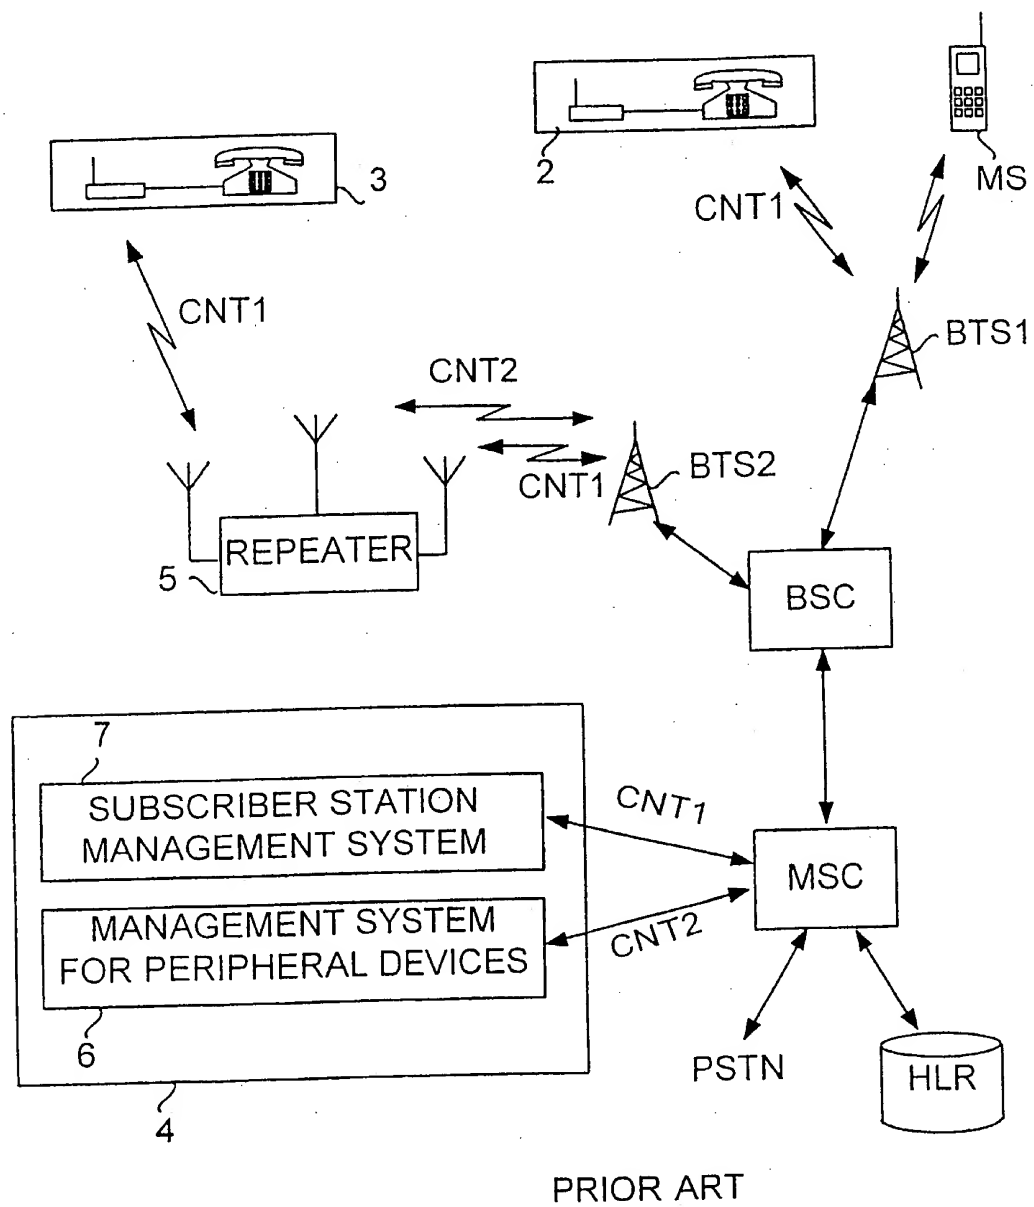 2
MS
3
CNT1
CNT1
BTS1
CNT2
BTS2
CNT1
REPEATER
5
BSC
7
SUBSCRIBER STATION
MANAGEMENT SYSTEM
CNT1
MSC
MANAGEMENT SYSTEM
FOR PERIPHERAL DEVICES
CNT2
6
PSTN
HLR
4
PRIOR ART